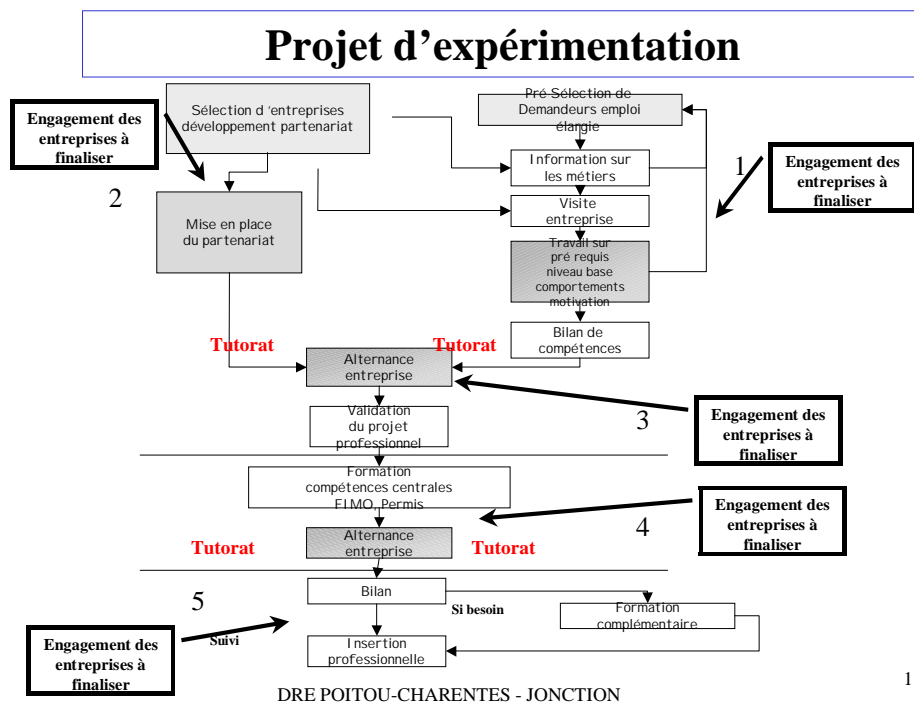 Projet d’expérimentation
Engagement des
entreprises à
finaliser
2
Sélection d ‘entreprises
développement partenariat
Pré Sélection de
Demandeurs emploi
élargie
Information sur
les métiers
1
Engagement des
entreprises à
finaliser
Mise en place
du partenariat
Visite
entreprise
Travail sur
pré requis
niveau base
comportements
motivation
Tutorat
Tutorat
Bilan de
compétences
Alternance
entreprise
3
Engagement des
entreprises à
finaliser
Validation
du projet
professionnel
Formation
compétences centrales
FIMO, Permis
4
Engagement des
entreprises à
finaliser
Tutorat
Alternance
entreprise
Tutorat
5
Bilan
Si besoin
Formation
complémentaire
Engagement des
entreprises à
finaliser
Suivi
Insertion
professionnelle
DRE POITOU-CHARENTES - JONCTION
1